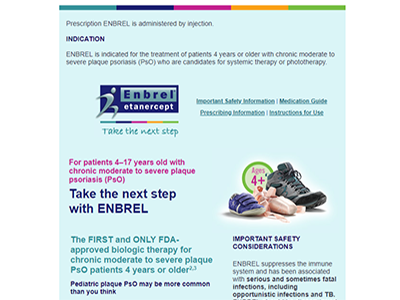 Prescription ENBREL is administered by injection.
INDICATION
ENBREL is indicated for the treatment of patients 4 years or older with chronic moderate to
severe plaque psoriasis (PsO) who are candidates for systemic therapy or phototherapy.
Enbrel®
etanercept
Take the next step
Important Safety Information | Medication Guide
Prescribing Information | Instructions for Use
For patients 4–17 years old with
chronic moderate to severe plaque
psoriasis (PsO)
Take the next step
with ENBREL
Ages
4+
The FIRST and ONLY FDA-
approved biologic therapy for
chronic moderate to severe plaque
PsO patients 4 years or older2,3
Pediatric plaque PsO may be more common
than you think
IMPORTANT SAFETY
CONSIDERATIONS
ENBREL suppresses the immune
system and has been associated
with serious and sometimes fatal
infections, including
opportunistic infections and TB.